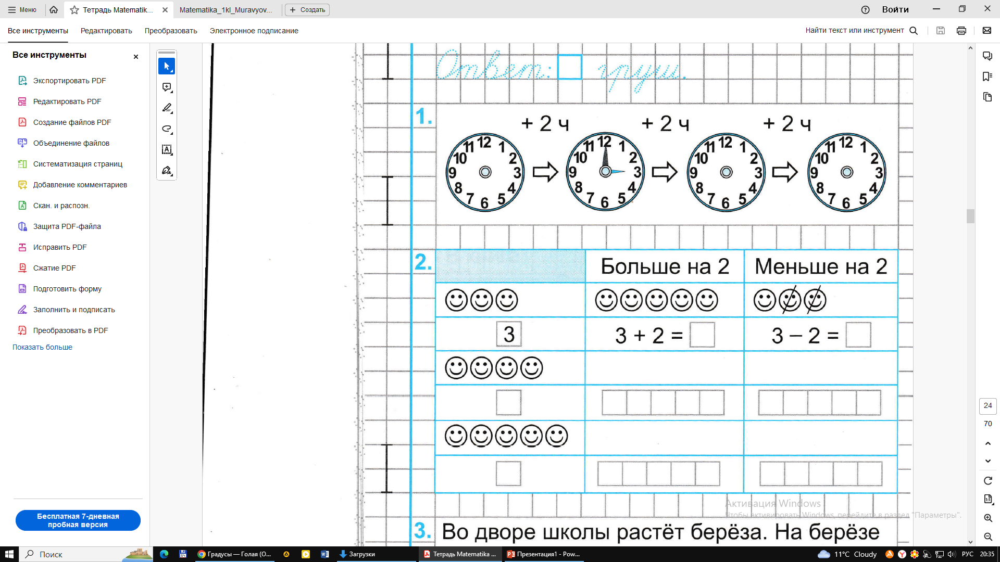 Меню
Тетрадь Matematik...
Matematika_1kl_Muravyov...
Создать
Войти
Все инструменты
Редактировать
Преобразовать
Электронное подписание
Найти текст или инструмент
Все инструменты
Экспортировать PDF
Редактировать PDF
Создание файлов PDF
Объединение файлов
Систематизация страниц
Добавление комментариев
Скан. и распозн.
Защита PDF-файла
Исправить PDF
Сжатие PDF
Подготовить форму
Заполнить и подписать
Преобразовать в PDF
Показать больше
Бесплатная 7-дневная
пробная версия
Ответ: груш.
1.
+ 2 ч + 2 ч + 2 ч
12 1 2 3 4 5 6 7 8 9 10 11
12 1 2 3 4 5 6 7 8 9 10 11
12 1 2 3 4 5 6 7 8 9 10 11
12 1 2 3 4 5 6 7 8 9 10 11
2.
Больше на 2 Меньше на 2
3 3 + 2 = 3 – 2 =
3. Во дворе школы растёт берёза. На берёзе
Активация Windows
Чтобы активировать Windows, перейдите в раздел "Параметры".
24
70
Поиск
Градусы — Голая (О...
Загрузки
Тетрадь Matematika ...
Презентация1 - Pow...
11°C Cloudy
РУС
20:35